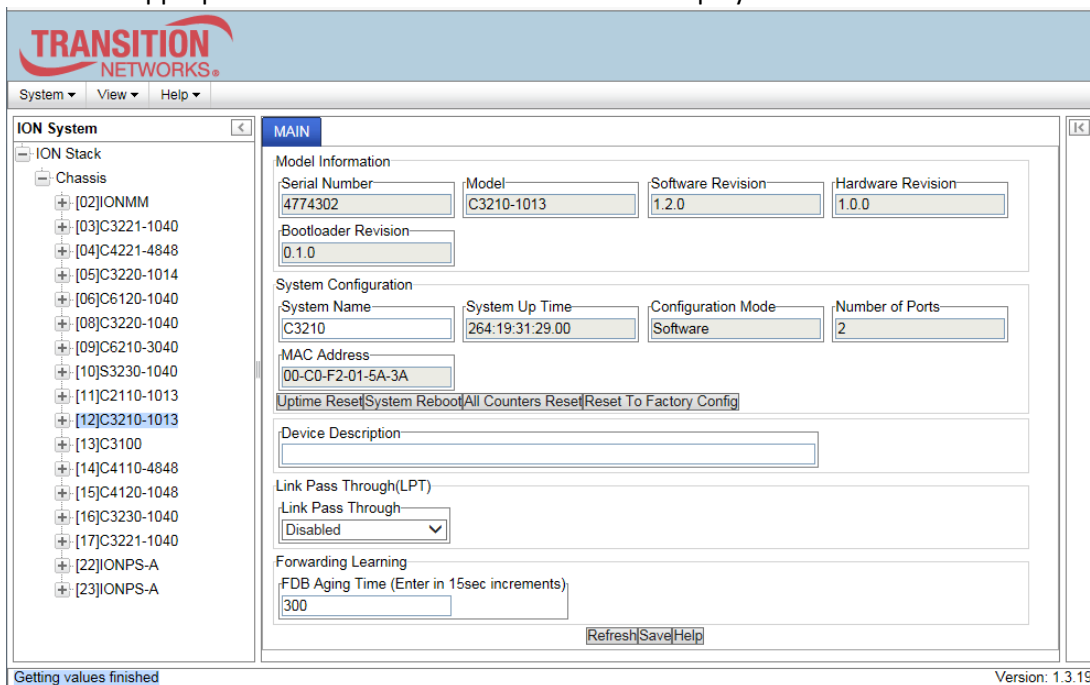 TRANSITION
NETWORKS®
System View Help
ION System
ION Stack
Chassis
[02]IONMM
[03]C3221-1040
[04]C4221-4848
[05]C3220-1014
[06]C6120-1040
[08]C3220-1040
[09]C6210-3040
[10]S3230-1040
[11]C2110-1013
[12]C3210-1013
[13]C3100
[14]C4110-4848
[15]C4120-1048
[16]C3230-1040
[17]C3221-1040
[22]IONPS-A
[23]IONPS-A
MAIN
Model Information
Serial Number Model Software Revision Hardware Revision
4774302 C3210-1013 1.2.0 1.0.0
Bootloader Revision
0.1.0
System Configuration
System Name System Up Time Configuration Mode Number of Ports
C3210 264:19:31:29.00 Software 2
MAC Address
00-C0-F2-01-5A-3A
Uptime Reset System Reboot All Counters Reset Reset To Factory Config
Device Description
Link Pass Through(LPT)
Link Pass Through
Disabled
Forwarding Learning
FDB Aging Time (Enter in 15sec increments)
300
Refresh Save Help
Getting values finished Version: 1.3.19